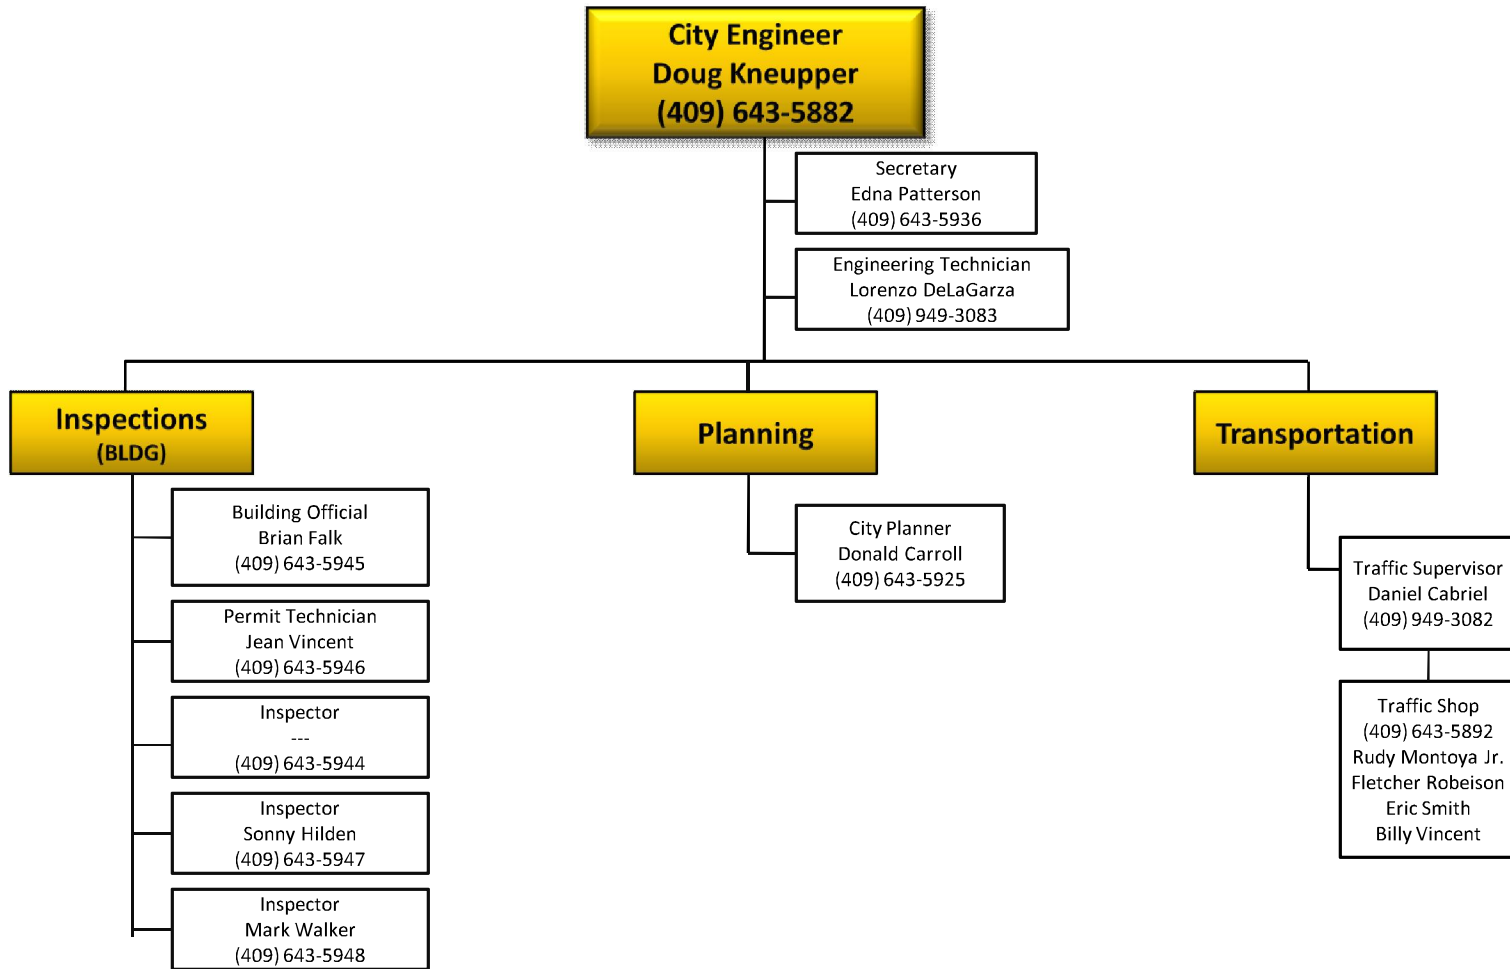 City Engineer
Doug Kneupper
(409) 643-5882
Secretary
Edna Patterson
(409) 643-5936
Engineering Technician
Lorenzo DeLaGarza
(409) 949-3083
Inspections
(BLDG)
Building Official
Brian Falk
(409) 643-5945
Permit Technician
Jean Vincent
(409) 643-5946
Inspector
---
(409) 643-5944
Inspector
Sonny Hilden
(409) 643-5947
Inspector
Mark Walker
(409) 643-5948
Planning
City Planner
Donald Carroll
(409) 643-5925
Transportation
Traffic Supervisor
Daniel Cabriel
(409) 949-3082
Traffic Shop
(409) 643-5892
Rudy Montoya Jr.
Fletcher Robeison
Eric Smith
Billy Vincent